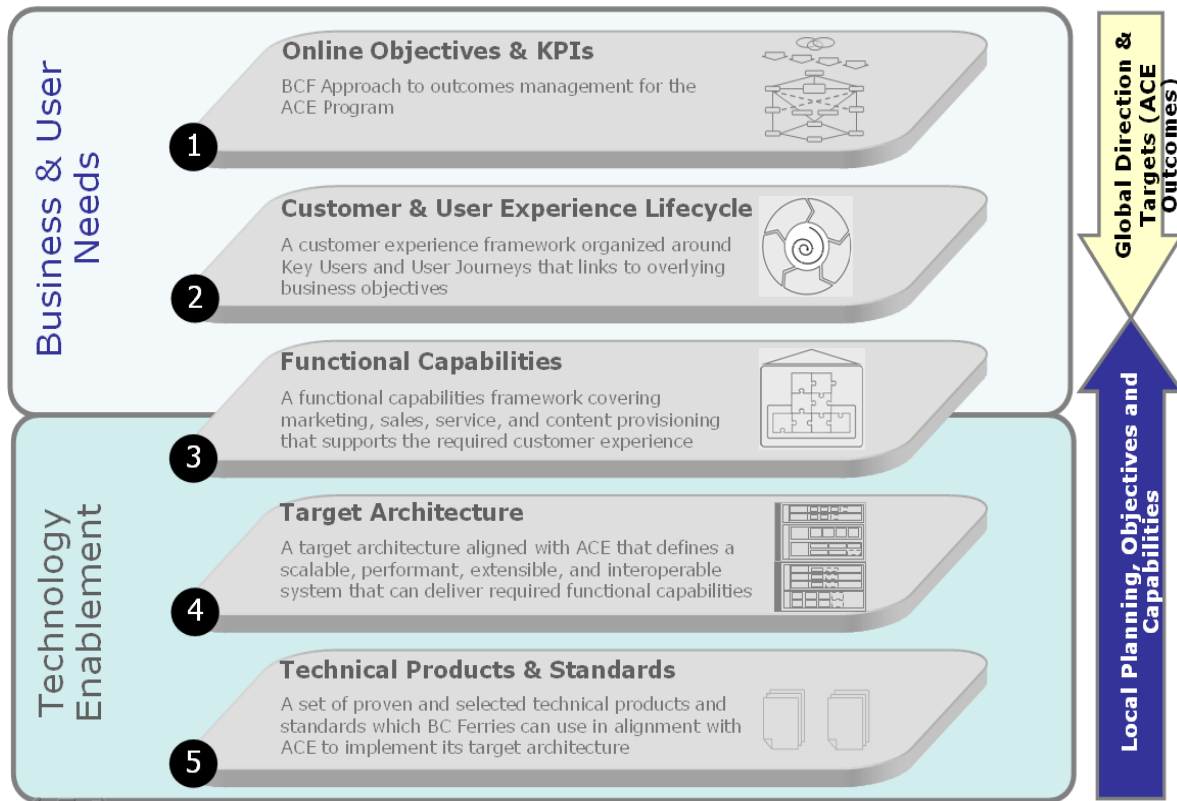 Business & User
Needs
Online Objectives & KPIs
BCF Approach to outcomes management for the
ACE Program
1
Customer & User Experience Lifecycle
A customer experience framework organized around
Key Users and User Journeys that links to overlying
business objectives
2
Functional Capabilities
A functional capabilities framework covering
marketing, sales, service, and content provisioning
that supports the required customer experience
3
Technology
Enablement
Target Architecture
A target architecture aligned with ACE that defines a
scalable, performant, extensible, and interoperable
system that can deliver required functional capabilities
4
Technical Products & Standards
A set of proven and selected technical products and
standards which BC Ferries can use in alignment with
ACE to implement its target architecture
5
Global Direction &
Targets (ACE
Outcomes)
Local Planning, Objectives and
Capabilities